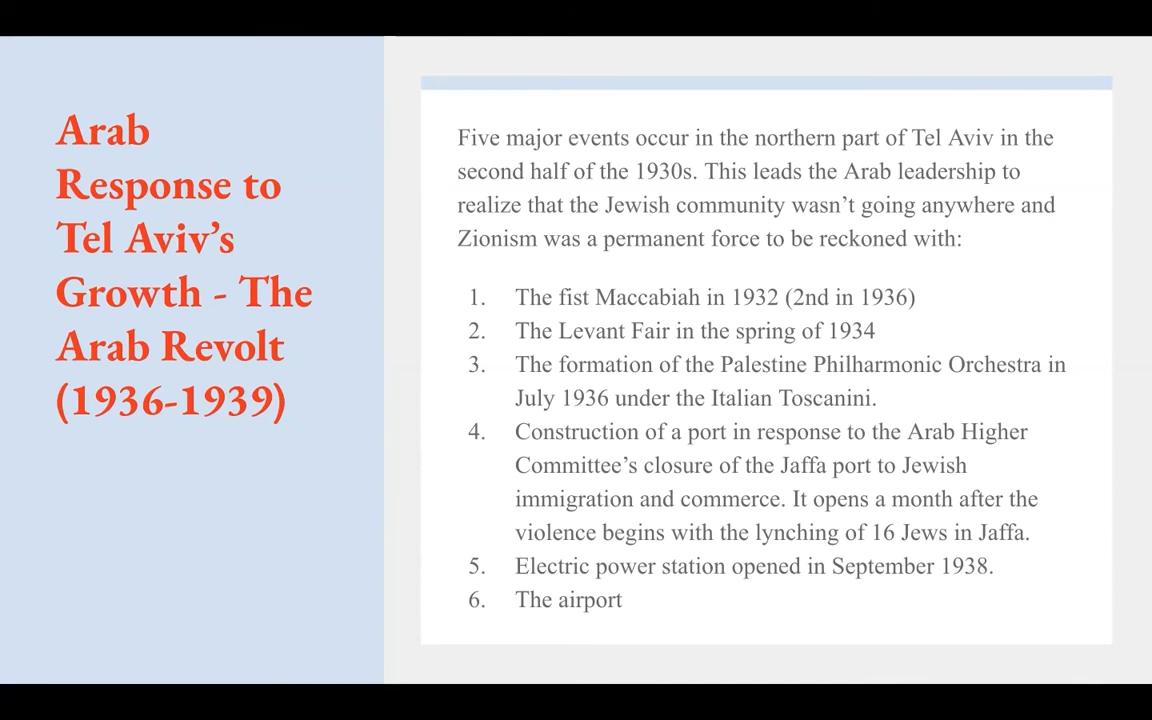 Arab
Response to
Tel Aviv's
Growth - The
Arab Revolt
(1936-1939)
Five major events occur in the northern part of Tel Aviv in the
second half of the 1930s. This leads the Arab leadership to
realize that the Jewish community wasn't going anywhere and
Zionism was a permanent force to be reckoned with:
1. The fist Maccabiah in 1932 (2nd in 1936)
2. The Levant Fair in the spring of 1934
3. The formation of the Palestine Philharmonic Orchestra in
July 1936 under the Italian Toscanini.
4. Construction of a port in response to the Arab Higher
Committee's closure of the Jaffa port to Jewish
immigration and commerce. It opens a month after the
violence begins with the lynching of 16 Jews in Jaffa.
5. Electric power station opened in September 1938.
6. The airport